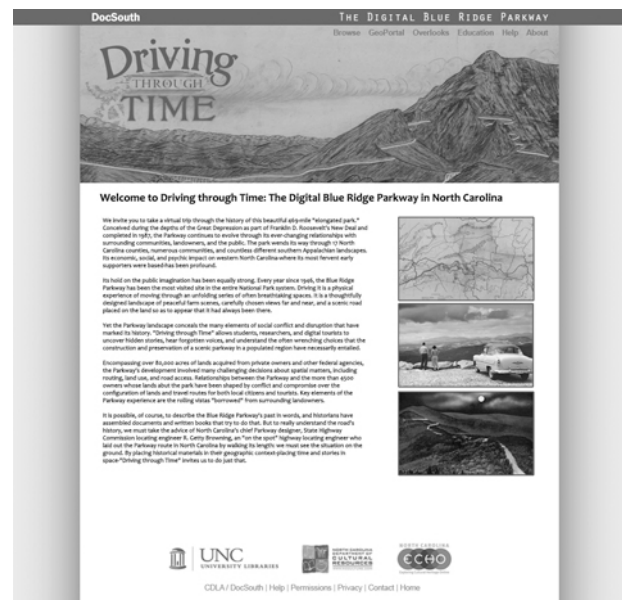 DocSouth
THE DIGITAL BLUE RIDGE PARKWAY
Browse GeoPortal Overlooks Education Help About
Driving
THROUGH
TIME
Welcome to Driving through Time: The Digital Blue Ridge Parkway in North Carolina
We invite you to take a virtual trip through the history of this beautiful 469-mile "elongated park."
Conceived during the depths of the Great Depression as part of Franklin D. Roosevelt's New Deal and
completed in 1987, the Parkway continues to evolve through its ever-changing relationships with
surrounding communities, landowners, and the public. The park wends its way through 17 North
Carolina counties, numerous communities, and countless different southern Appalachian landscapes.
Its economic, social, and psychic impact on western North Carolina-where its most fervent early
supporters were based-has been profound.
Its hold on the public imagination has been equally strong. Every year since 1946, the Blue Ridge
Parkway has been the most visited site in the entire National Park system. Driving it is a physical
experience of moving through an unfolding series of often breathtaking spaces. It is a thoughtfully
designed landscape of peaceful farm scenes, carefully chosen views far and near, and a scenic road
placed on the land so as to appear that it had always been there.
Yet the Parkway landscape conceals the many elements of social conflict and disruption that have
marked its history. "Driving through Time" allows students, researchers, and digital tourists to
uncover hidden stories, hear forgotten voices, and understand the often wrenching choices that the
construction and preservation of a scenic parkway in a populated region have necessarily entailed.
Encompassing over 80,000 acres of lands acquired from private owners and other federal agencies,
the Parkway's development involved many challenging decisions about spatial matters, including
routing, land use, and road access. Relationships between the Parkway and the more than 4500
owners whose lands abut the park have been shaped by conflict and compromise over the
configuration of lands and travel routes for both local citizens and tourists. Key elements of the
Parkway experience are the rolling vistas "borrowed" from surrounding landowners.
It is possible, of course, to describe the Blue Ridge Parkway's past in words, and historians have
assembled documents and written books that try to do that. But to really understand the road's
history, we must take the advice of North Carolina's chief Parkway designer, State Highway
Commission locating engineer R. Getty Browning, an "on the spot" highway locating engineer who
laid out the Parkway route in North Carolina by walking its length: we must see the situation on the
ground. By placing historical materials in their geographic context-placing time and stories in
space-"Driving through Time" invites us to do just that.
UNC
UNIVERSITY LIBRARIES
NORTH CAROLINA
DEPARTMENT OF
CULTURAL
RESOURCES
NORTH CAROLINA
ECHO
CDLA / DocSouth | Help | Permissions | Privacy | Contact | Home